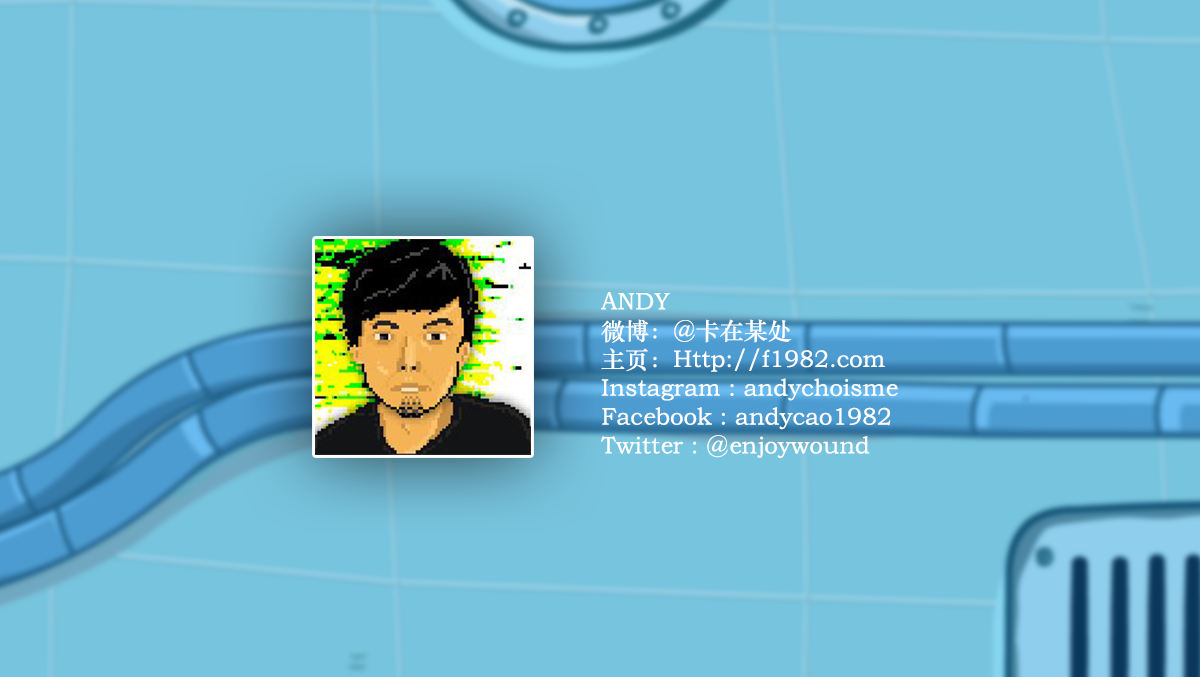 ANDY
微博：@卡在某处
主页：Http://f1982.com
Instagram : andychoisme
Facebook : andycao1982
Twitter : @enjoywound